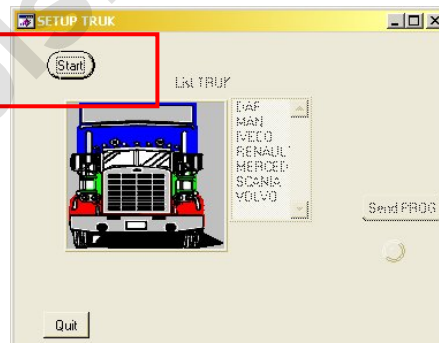 SETUP TRUK
Start
List TRUK
DAF
MAN
IVECO
RENAULT
MERCED
SCANIA
VOLVO
Send PROG
Quit